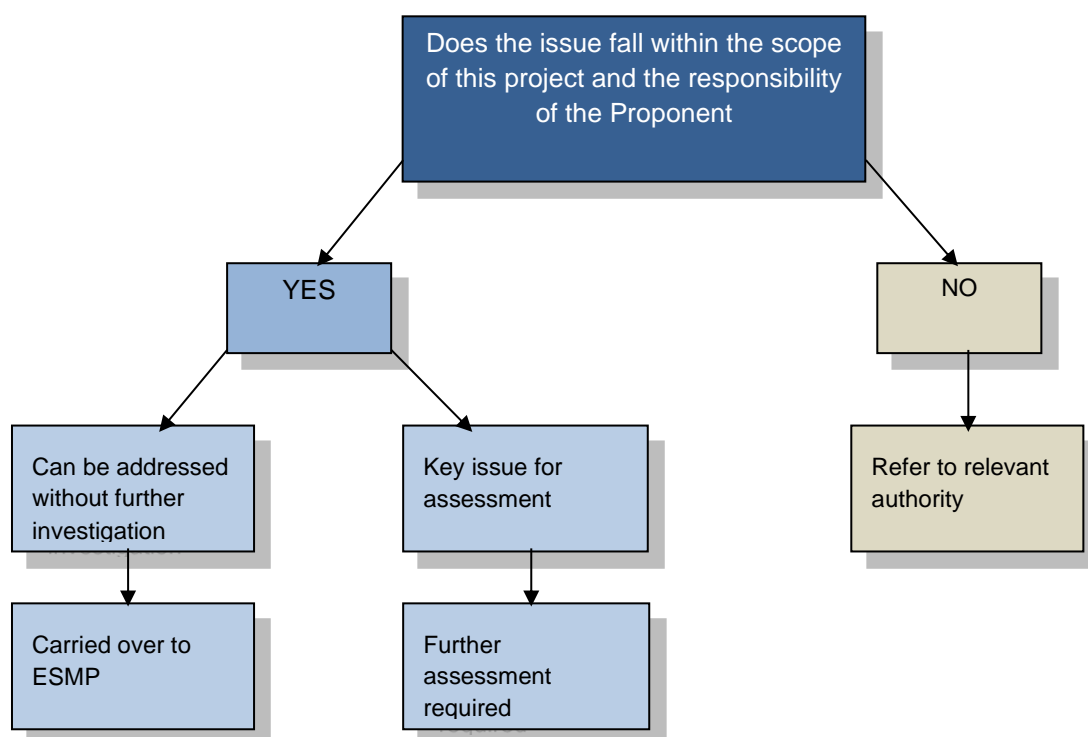 Does the issue fall within the scope
of this project and the responsibility
of the Proponent
YES
NO
Can be addressed
without further
investigation
Key issue for
assessment
Refer to relevant
authority
Carried over to
ESMP
Further
assessment
required